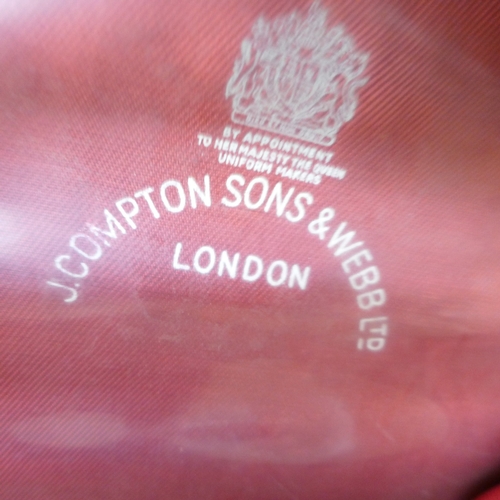 BY APPOINTMENT
TO HER MAJESTY THE QUEEN
UNIFORM MAKERS
J.COMPTON SONS & WEBB LTD
LONDON